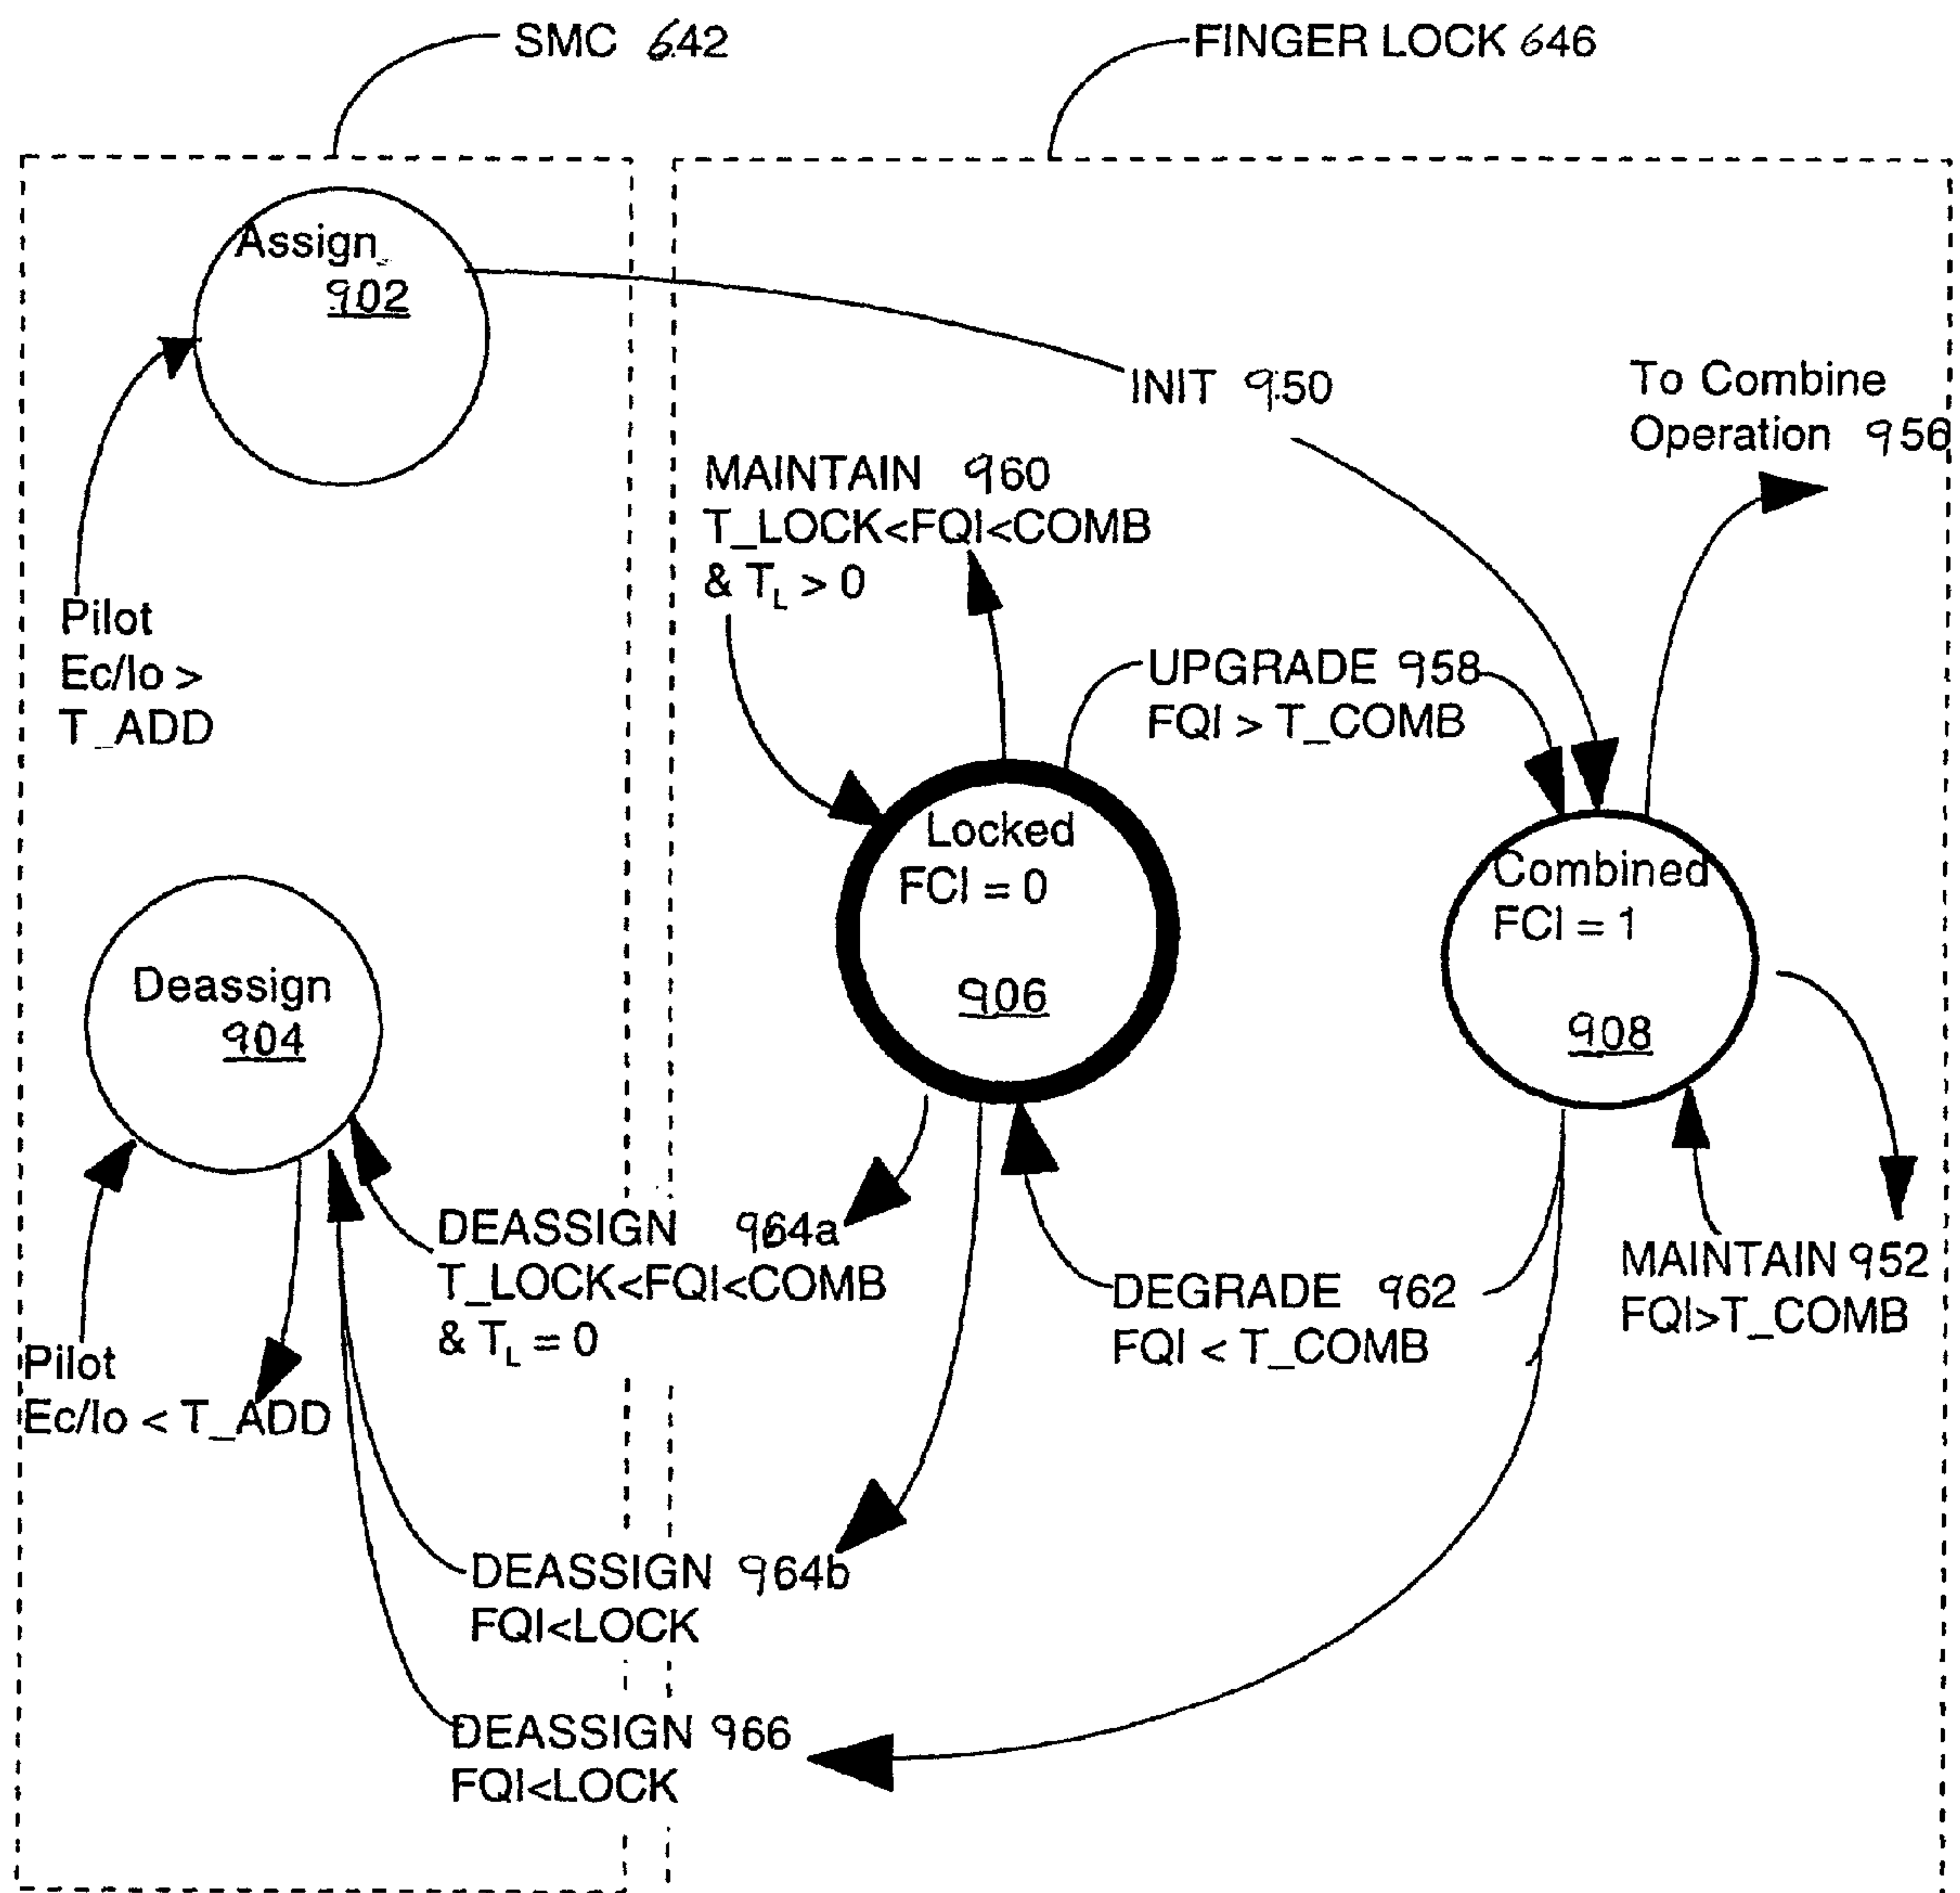 SMC 642
FINGER LOCK 646
Assign
902
INIT 950
To Combine
Operation 956
MAINTAIN 960
T_LOCK<FQI<COMB
& T_L > 0
Pilot
Ec/Io >
T_ADD
UPGRADE 958
FQI > T_COMB
Locked
FCI = 0
906
Combined
FCI = 1
908
Deassign
904
DEASSIGN 964a
T_LOCK<FQI<COMB
& T_L = 0
DEGRADE 962
FQI < T_COMB
MAINTAIN 952
FQI>T_COMB
Pilot
Ec/Io < T_ADD
DEASSIGN 964b
FQI<LOCK
DEASSIGN 966
FQI<LOCK